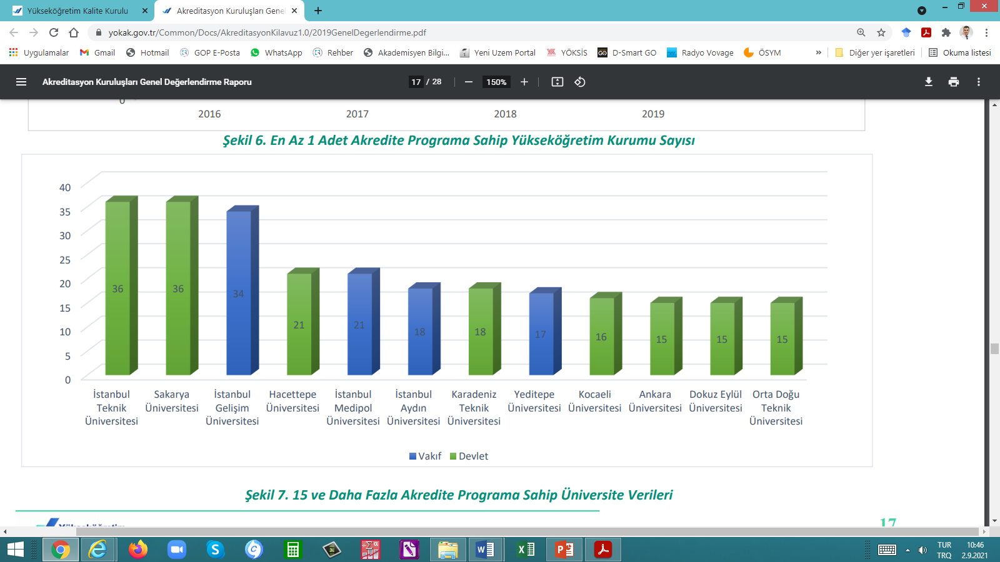 Yükseköğretim Kalite Kurulu
Akreditasyon Kuruluşları Genel
yokak.gov.tr/Common/Docs/AkreditasyonKilavuz1.0/2019GenelDegerlendirme.pdf
Uygulamalar Gmail Hotmail GOP E-Posta WhatsApp Rehber Akademisyen Bilgi... Yeni Uzem Portal YÖKSİS D-Smart GO Radyo Voyage ÖSYM » Diğer yer işaretleri Okuma listesi
Akreditasyon Kuruluşları Genel Değerlendirme Raporu 17 / 28 150%
0
2016 2017 2018 2019
Şekil 6. En Az 1 Adet Akredite Programa Sahip Yükseköğretim Kurumu Sayısı
40
35
30
25
20
15
10
5
0
36 36 34 21 21 18 18 17 16 15 15 15
İstanbul Teknik Üniversitesi
Sakarya Üniversitesi
İstanbul Gelişim Üniversitesi
Hacettepe Üniversitesi
İstanbul Medipol Üniversitesi
İstanbul Aydın Üniversitesi
Karadeniz Teknik Üniversitesi
Yeditepe Üniversitesi
Kocaeli Üniversitesi
Ankara Üniversitesi
Dokuz Eylül Üniversitesi
Orta Doğu Teknik Üniversitesi
Vakıf Devlet
Şekil 7. 15 ve Daha Fazla Akredite Programa Sahip Üniversite Verileri
Yükseköğretim
17
TUR 10:46
TRQ 2.9.2021